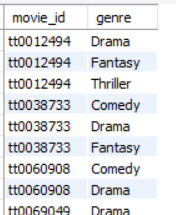 movie_id genre
tt0012494 Drama
tt0012494 Fantasy
tt0012494 Thriller
tt0038733 Comedy
tt0038733 Drama
tt0038733 Fantasy
tt0060908 Comedy
tt0060908 Drama
tt0069049 Drama